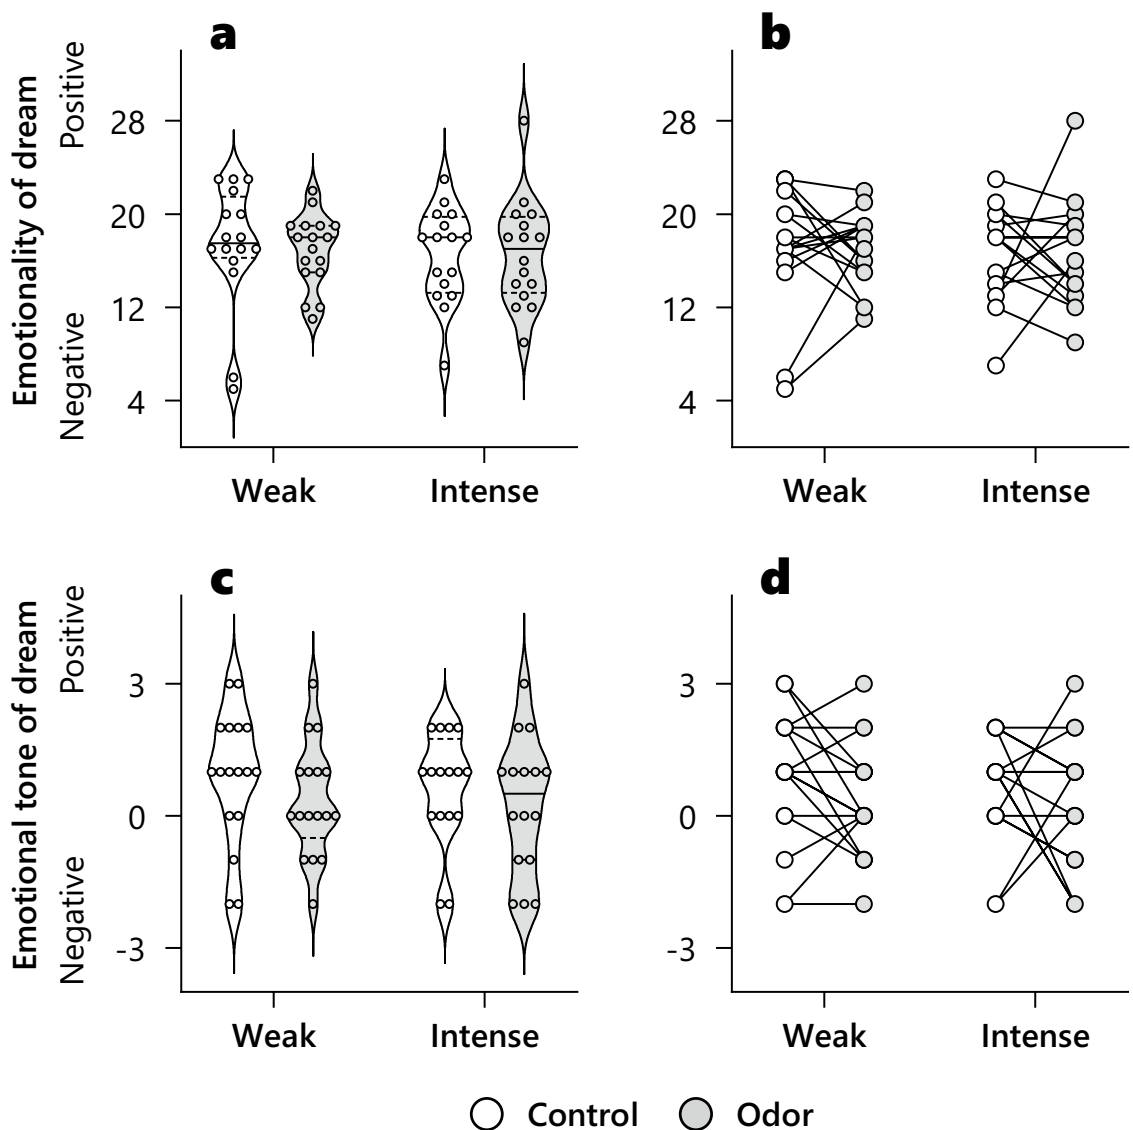 a
b
Emotionality of dream
Negative Positive
28
20
12
4
28
20
12
4
Weak Intense
Weak Intense
c
d
Emotional tone of dream
Negative Positive
3
0
-3
3
0
-3
Weak Intense
Weak Intense
Control Odor